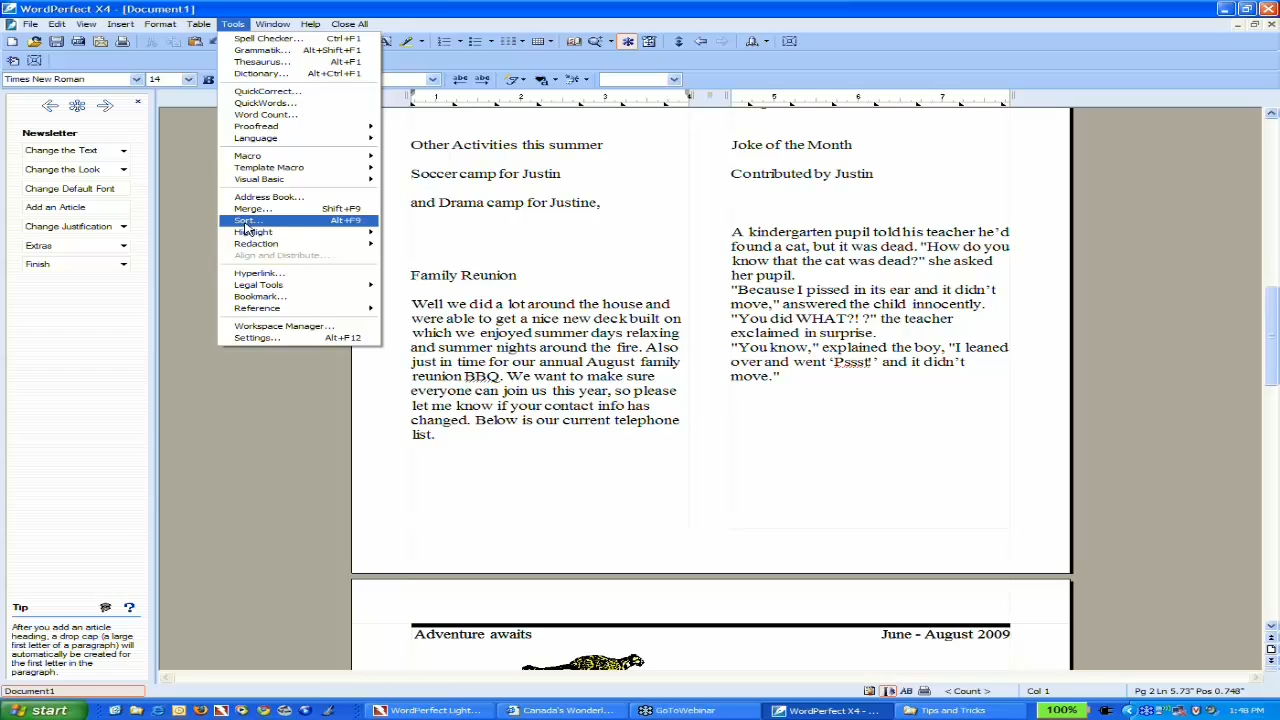 WordPerfect X4 - [Document1]
File Edit View Insert Format Table Tools Window Help Close All
Times New Roman 14
Spell Checker... Ctrl+F1
Grammatik... Alt+Shift+F1
Thesaurus... Alt+F1
Dictionary... Alt+Ctrl+F1
QuickCorrect...
QuickWords...
Word Count...
Proofread
Language
Macro
Template Macro
Visual Basic
Address Book...
Merge... Shift+F9
Sort... Alt+F9
Highlight
Redaction
Align and Distribute...
Hyperlink...
Legal Tools
Bookmark...
Reference
Workspace Manager...
Settings... Alt+F12
Newsletter
Change the Text
Change the Look
Change Default Font
Add an Article
Change Justification
Extras
Finish
Tip
After you add an article
heading, a drop cap (a large
first letter of a paragraph) will
automatically be created for
the first letter in the
paragraph.
1 2 3 5 6 7
Other Activities this summer
Soccer camp for Justin
and Drama camp for Justine,
Family Reunion
Well we did a lot around the house and
were able to get a nice new deck built on
which we enjoyed summer days relaxing
and summer nights around the fire. Also
just in time for our annual August family
reunion BBQ. We want to make sure
everyone can join us this year, so please
let me know if your contact info has
changed. Below is our current telephone
list.
Joke of the Month
Contributed by Justin
A kindergarten pupil told his teacher he'd
found a cat, but it was dead. "How do you
know that the cat was dead?" she asked
her pupil.
"Because I pissed in its ear and it didn't
move," answered the child innocently.
"You did WHAT?! ?" the teacher
exclaimed in surprise.
"You know," explained the boy, "I leaned
over and went 'Pssst!' and it didn't
move."
Adventure awaits June - August 2009
Document1
AB < Count > Col 1 Pg 2 Ln 5.73" Pos 0.748"
start
WordPerfect Light...
Canada's Wonderl...
GoToWebinar
WordPerfect X4 - ...
Tips and Tricks
100%
1:48 PM